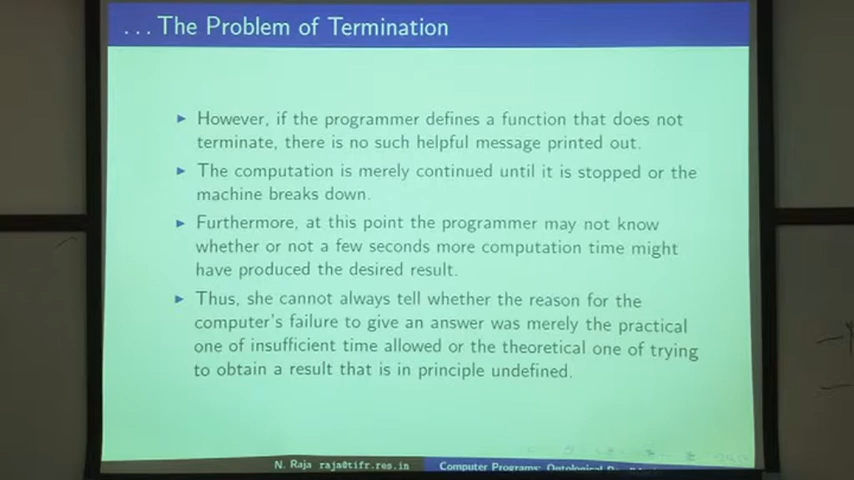 ... The Problem of Termination
► However, if the programmer defines a function that does not
terminate, there is no such helpful message printed out.
► The computation is merely continued until it is stopped or the
machine breaks down.
► Furthermore, at this point the programmer may not know
whether or not a few seconds more computation time might
have produced the desired result.
► Thus, she cannot always tell whether the reason for the
computer's failure to give an answer was merely the practical
one of insufficient time allowed or the theoretical one of trying
to obtain a result that is in principle undefined.
N. Raja raja@tifr.res.in Computer Programs: Ontological